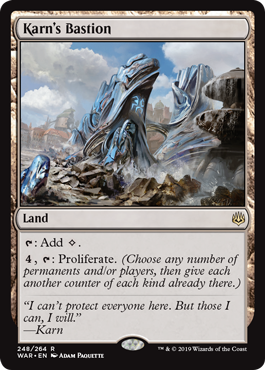 Karn's Bastion
Land
: Add .
4, : Proliferate. (Choose any number of
permanents and/or players, then give each
another counter of each kind already there.)
"I can't protect everyone here. But those I
can, I will."
—Karn
248/264 R
WAR • EN Adam Paquette
™ & © 2019 Wizards of the Coast